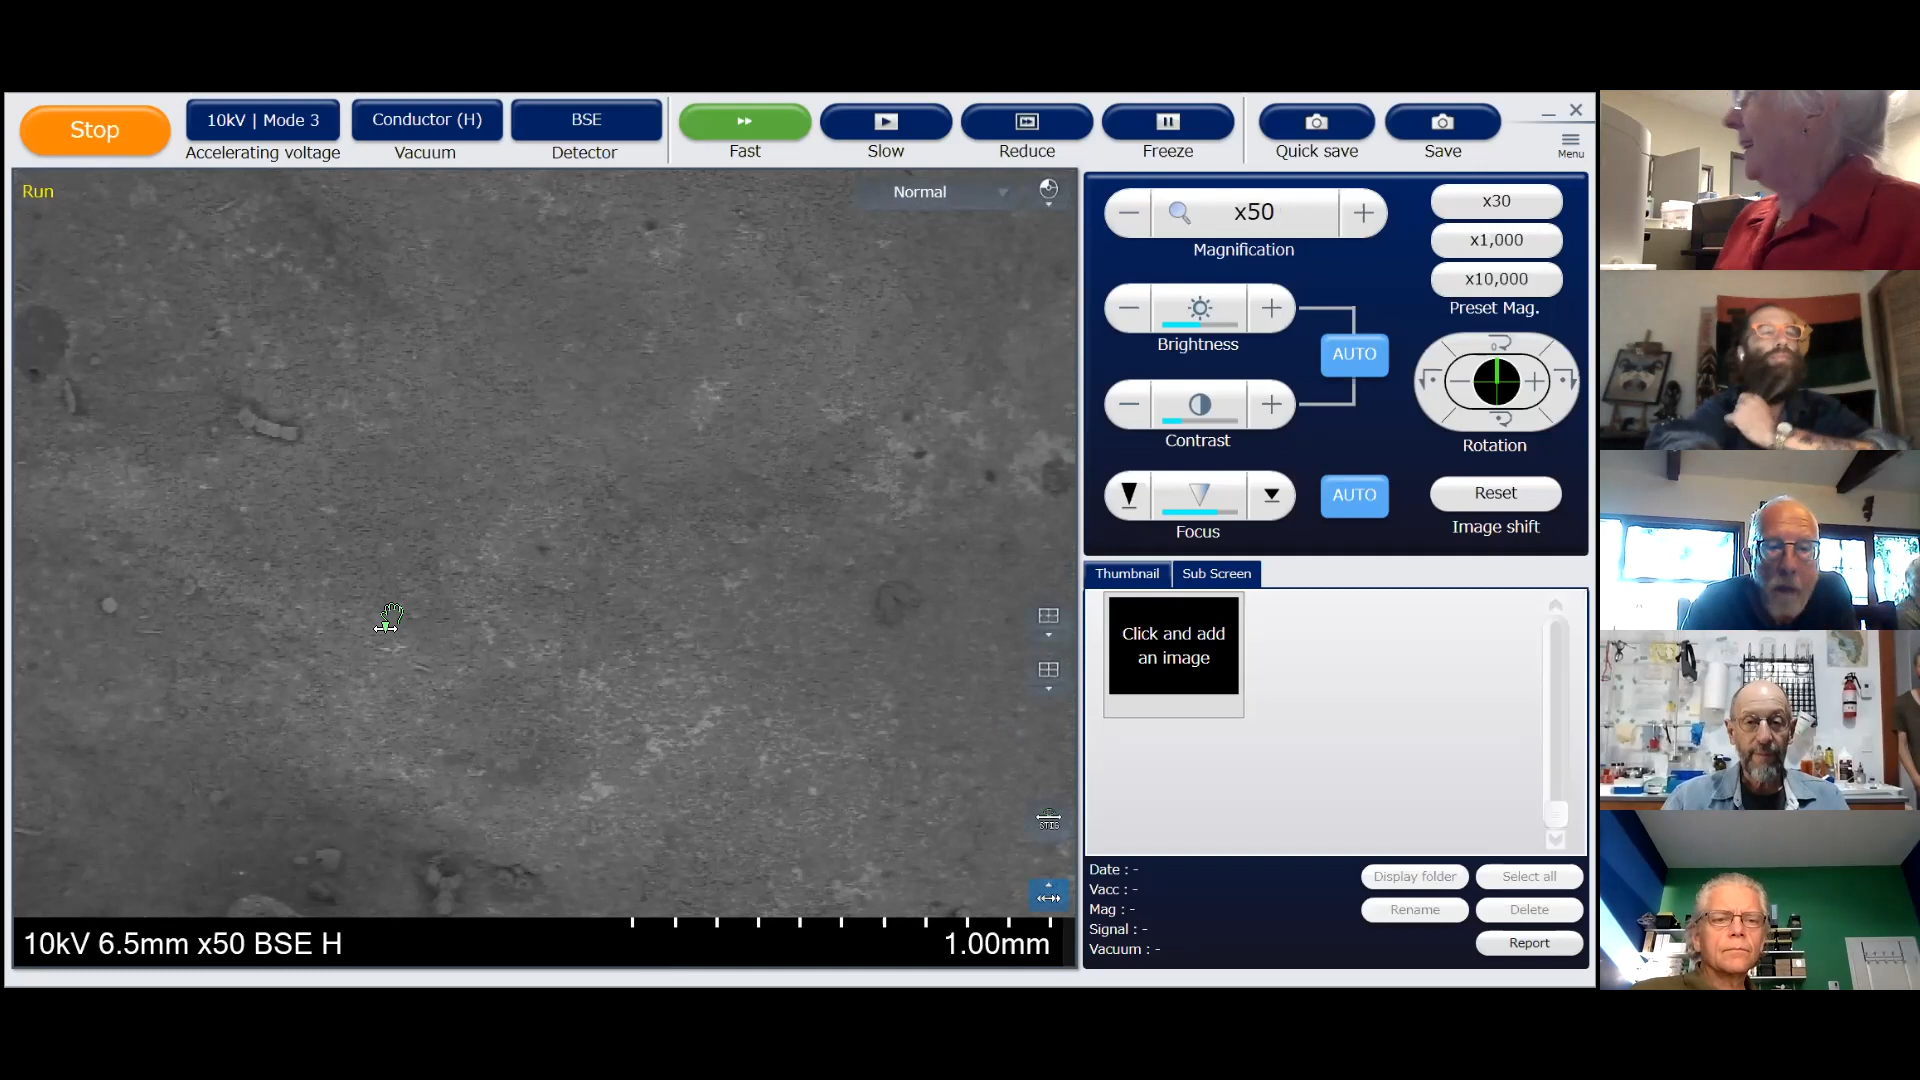 Stop
10kV | Mode 3
Accelerating voltage
Conductor (H)
Vacuum
BSE
Detector
Fast
Slow
Reduce
Freeze
Quick save
Save
Menu
Run
Normal
x50
Magnification
x30
x1,000
x10,000
Preset Mag.
Brightness
AUTO
Contrast
0
Rotation
Focus
AUTO
Reset
Image shift
Thumbnail
Sub Screen
Click and add
an image
STIG
Date : -
Vacc : -
Mag : -
Signal : -
Vacuum : -
Display folder
Select all
Rename
Delete
Report
10kV 6.5mm x50 BSE H
1.00mm